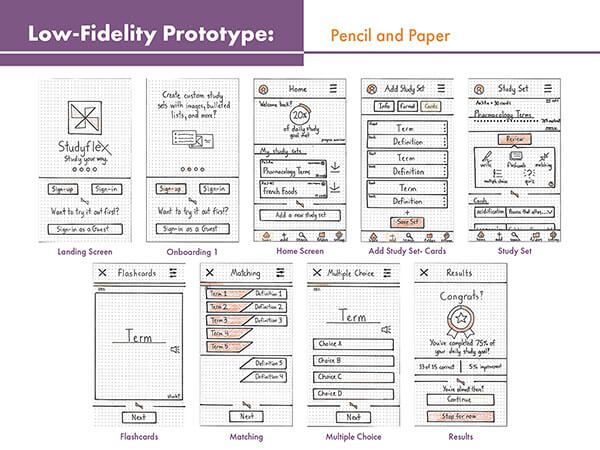 Low-Fidelity Prototype:
Pencil and Paper
Studyflex
Study your way.
Sign-up
Sign-in
Want to try it out first?
Sign-in as a Guest
Landing Screen
Create custom study
sets with images, bulleted
lists, and more!
Sign-up
Sign-in
Want to try it out first?
Sign-in as a Guest
Onboarding 1
Home
Welcome back!
20%
of daily study
goal met
My study sets
Pharmacology Terms
French Foods
Add a new study set
Home Screen
Add Study Set
Info
Format
Cards
Term
Definition
Term
Definition
Term
Definition
+
Save Set
Add Study Set- Cards
Study Set
Pharmacology Terms
Review
write
flashcards
matching
multiple choice
quiz
Cards
acidification
Study Set
Flashcards
Term
Next
Flashcards
Matching
Term 1
Definition 1
Term 2
Definition 2
Term 3
Definition 3
Term 4
Term 5
Definition 5
Definition 4
Next
Matching
Multiple Choice
Term
Choice A
Choice B
Choice C
Choice D
Next
Multiple Choice
Results
Congrats!
You've completed 75% of
your daily study goal!
13 of 15 correct
5% improvement
You're almost there!
Continue
Stop for now
Results